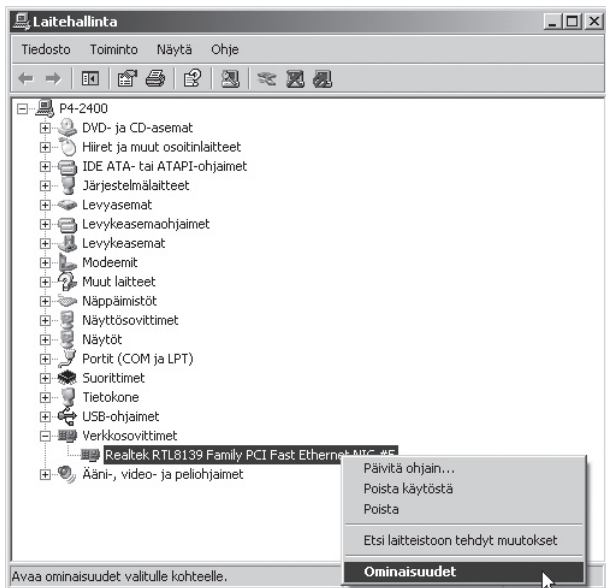 Laitehallinta
Tiedosto Toiminto Näytä Ohje
P4-2400
DVD- ja CD-asemat
Hiiret ja muut osoitinlaitteet
IDE ATA- tai ATAPI-ohjaimet
Järjestelmälaitteet
Levyasemat
Levykeasemaohjaimet
Levykeasemat
Modeemit
Muut laitteet
Näppäimistöt
Näyttösovittimet
Näytöt
Portit (COM ja LPT)
Suorittimet
Tietokone
USB-ohjaimet
Verkkosovittimet
Realtek RTL8139 Family PCI Fast Ethernet NIC #5
Ääni-, video- ja peliohjaimet
Päivitä ohjain...
Poista käytöstä
Poista
Etsi laitteistoon tehdyt muutokset
Ominaisuudet
Avaa ominaisuudet valitulle kohteelle.